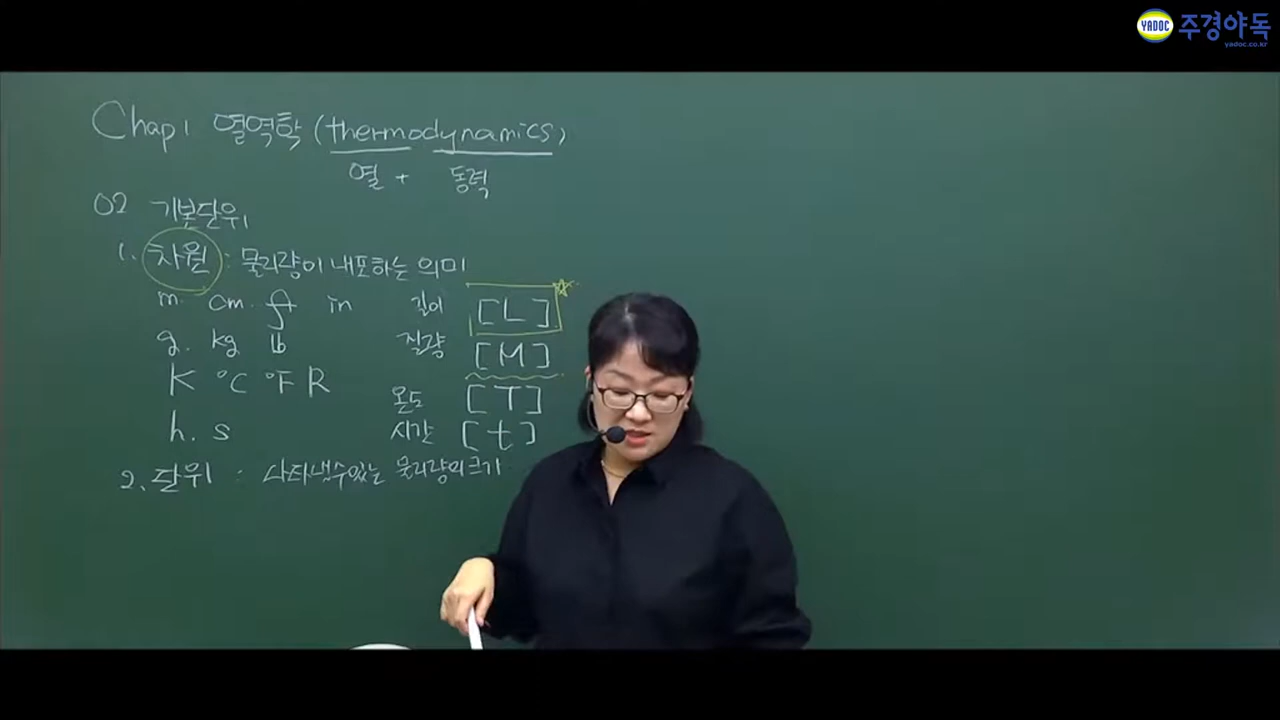 YADOC 주경야독
yadoc.co.kr
Chap1 열역학 (thermodynamics)
열 + 동력
02 기본단위
1. 차원 : 물리량이 내포하는 의미
m. cm. ft in 길이 [L]
g. kg lb 질량 [M]
K °C °F R 온도 [T]
h. s 시간 [t]
2. 단위 : 나타낼수있는 물리량의 크기